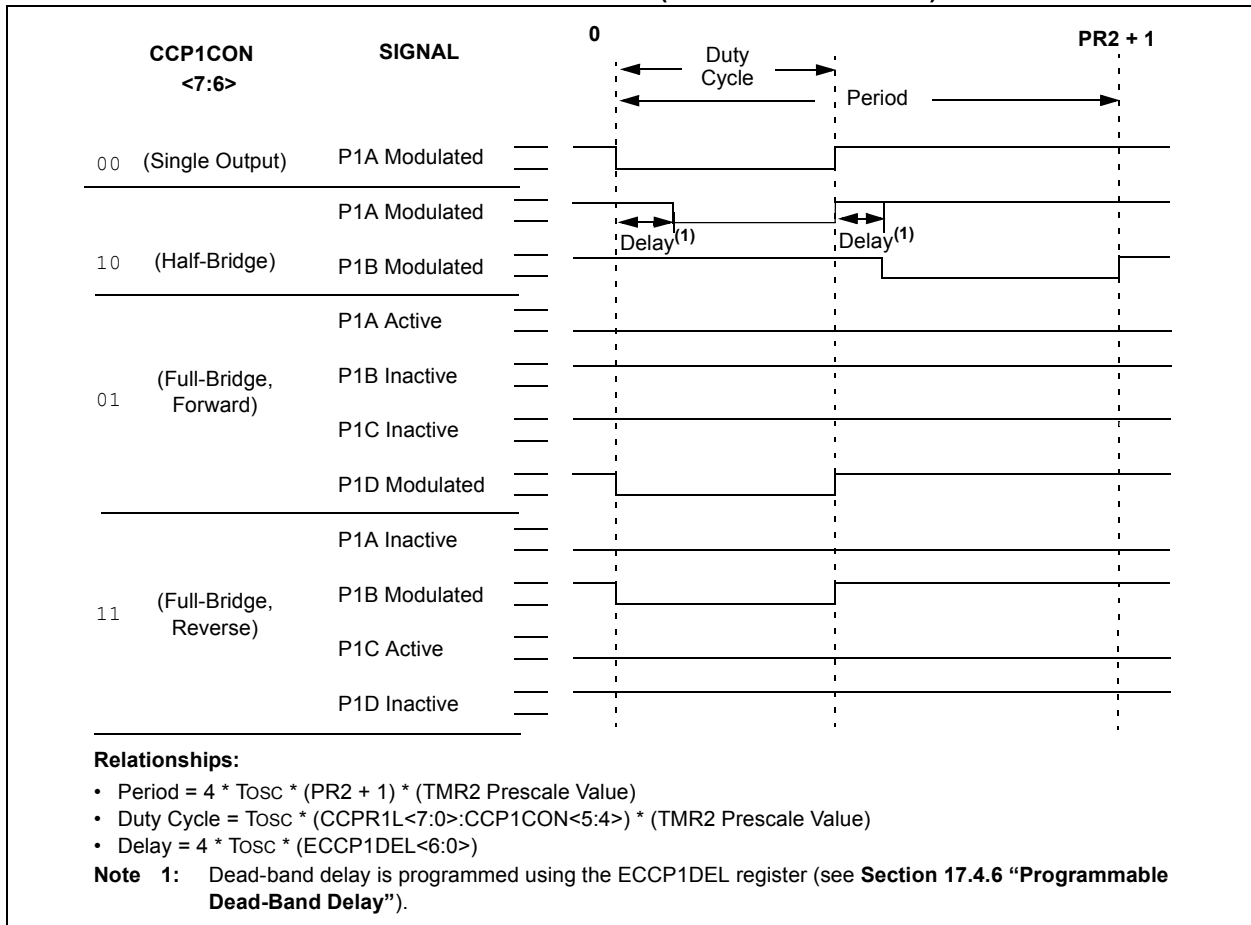 0
PR2 + 1
CCP1CON
<7:6>
SIGNAL
Duty
Cycle
Period
00 (Single Output) P1A Modulated
P1A Modulated
Delay(1) Delay(1)
10 (Half-Bridge) P1B Modulated
P1A Active
01 (Full-Bridge,
Forward)
P1B Inactive
P1C Inactive
P1D Modulated
P1A Inactive
11 (Full-Bridge,
Reverse)
P1B Modulated
P1C Active
P1D Inactive
Relationships:
• Period = 4 * TOSC * (PR2 + 1) * (TMR2 Prescale Value)
• Duty Cycle = TOSC * (CCPR1L<7:0>:CCP1CON<5:4>) * (TMR2 Prescale Value)
• Delay = 4 * TOSC * (ECCP1DEL<6:0>)
Note 1: Dead-band delay is programmed using the ECCP1DEL register (see Section 17.4.6 “Programmable
Dead-Band Delay”).